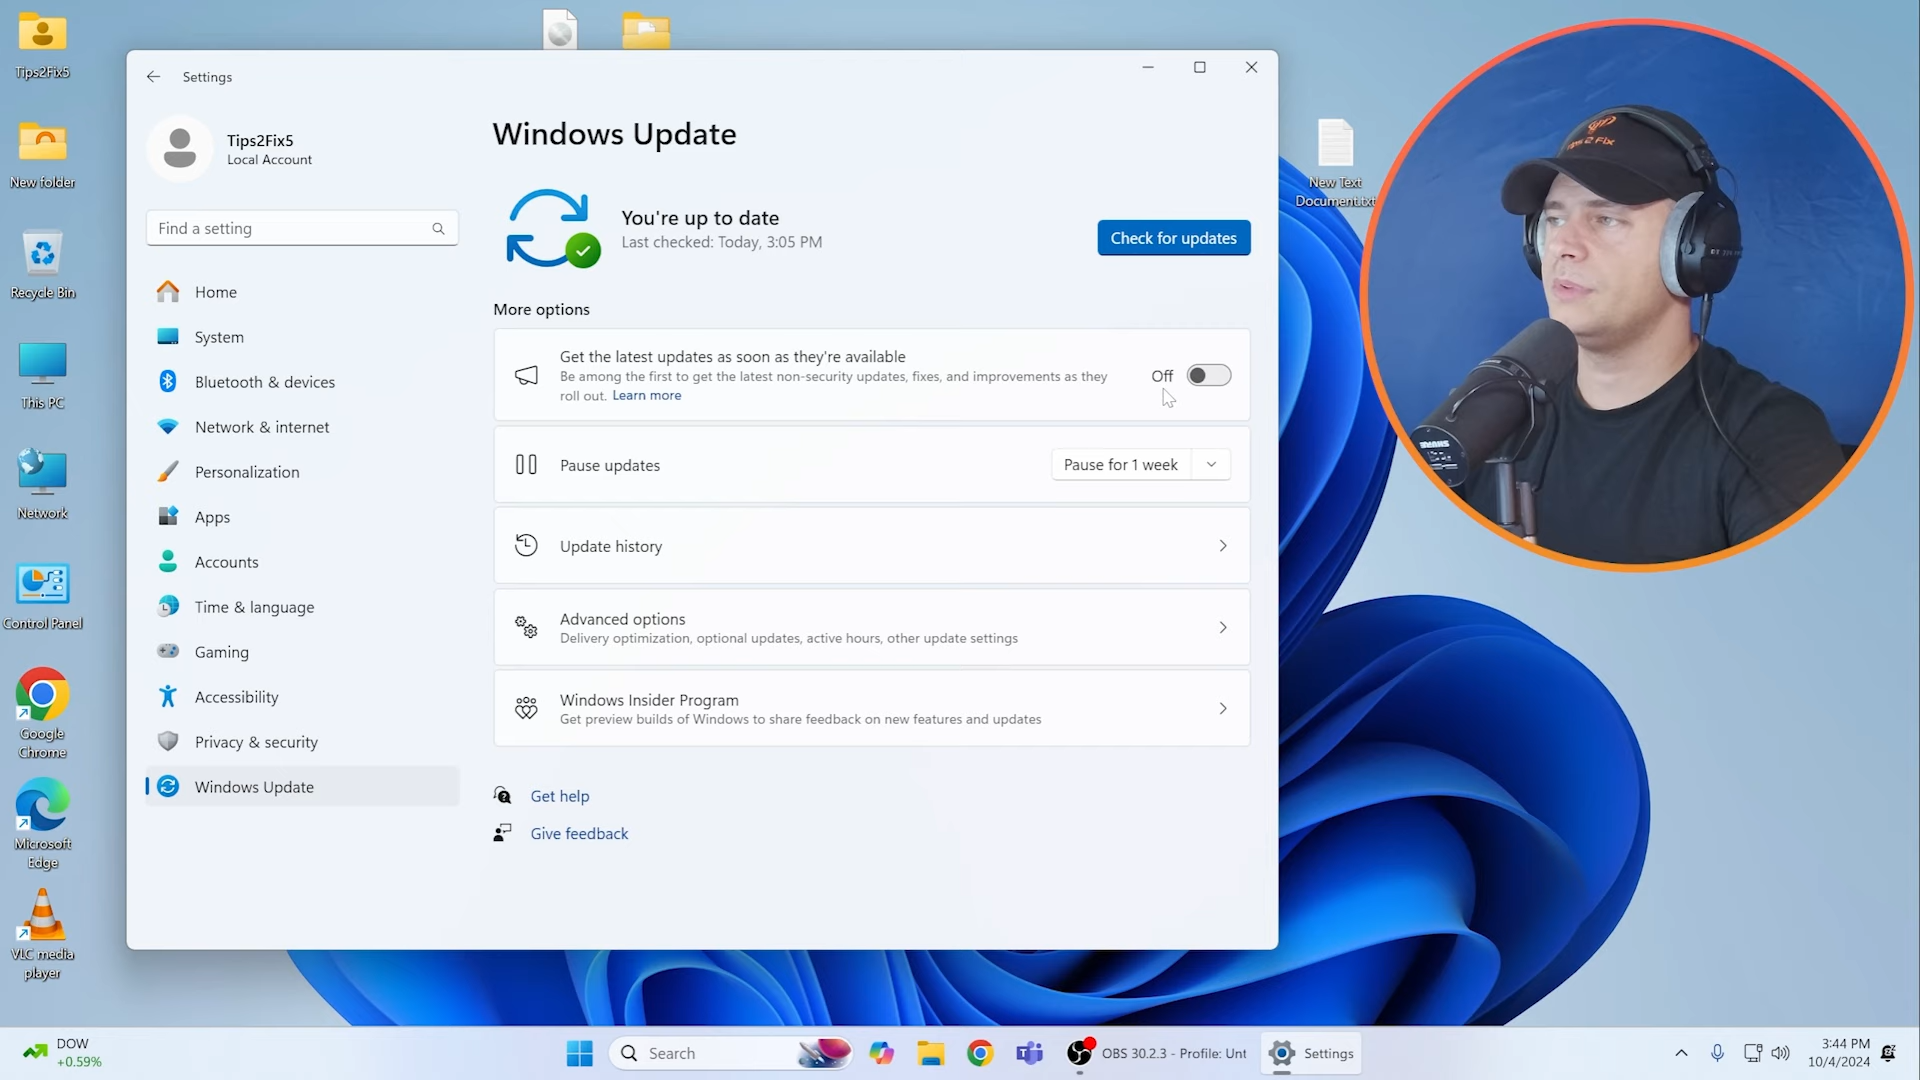 Tips2Fix5
New folder
Recycle Bin
This PC
Network
Control Panel
Google
Chrome
Microsoft
Edge
VLC media
player
Settings
Tips2Fix5
Local Account
Find a setting
Home
System
Bluetooth & devices
Network & internet
Personalization
Apps
Accounts
Time & language
Gaming
Accessibility
Privacy & security
Windows Update
Windows Update
You're up to date
Last checked: Today, 3:05 PM
Check for updates
More options
Get the latest updates as soon as they're available
Be among the first to get the latest non-security updates, fixes, and improvements as they
roll out. Learn more
Off
Pause updates
Pause for 1 week
Update history
Advanced options
Delivery optimization, optional updates, active hours, other update settings
Windows Insider Program
Get preview builds of Windows to share feedback on new features and updates
Get help
Give feedback
New Text
Document.txt
Tips 2 Fix
SHURE
DOW
+0.59%
Search
OBS 30.2.3 - Profile: Unt
Settings
3:44 PM
10/4/2024